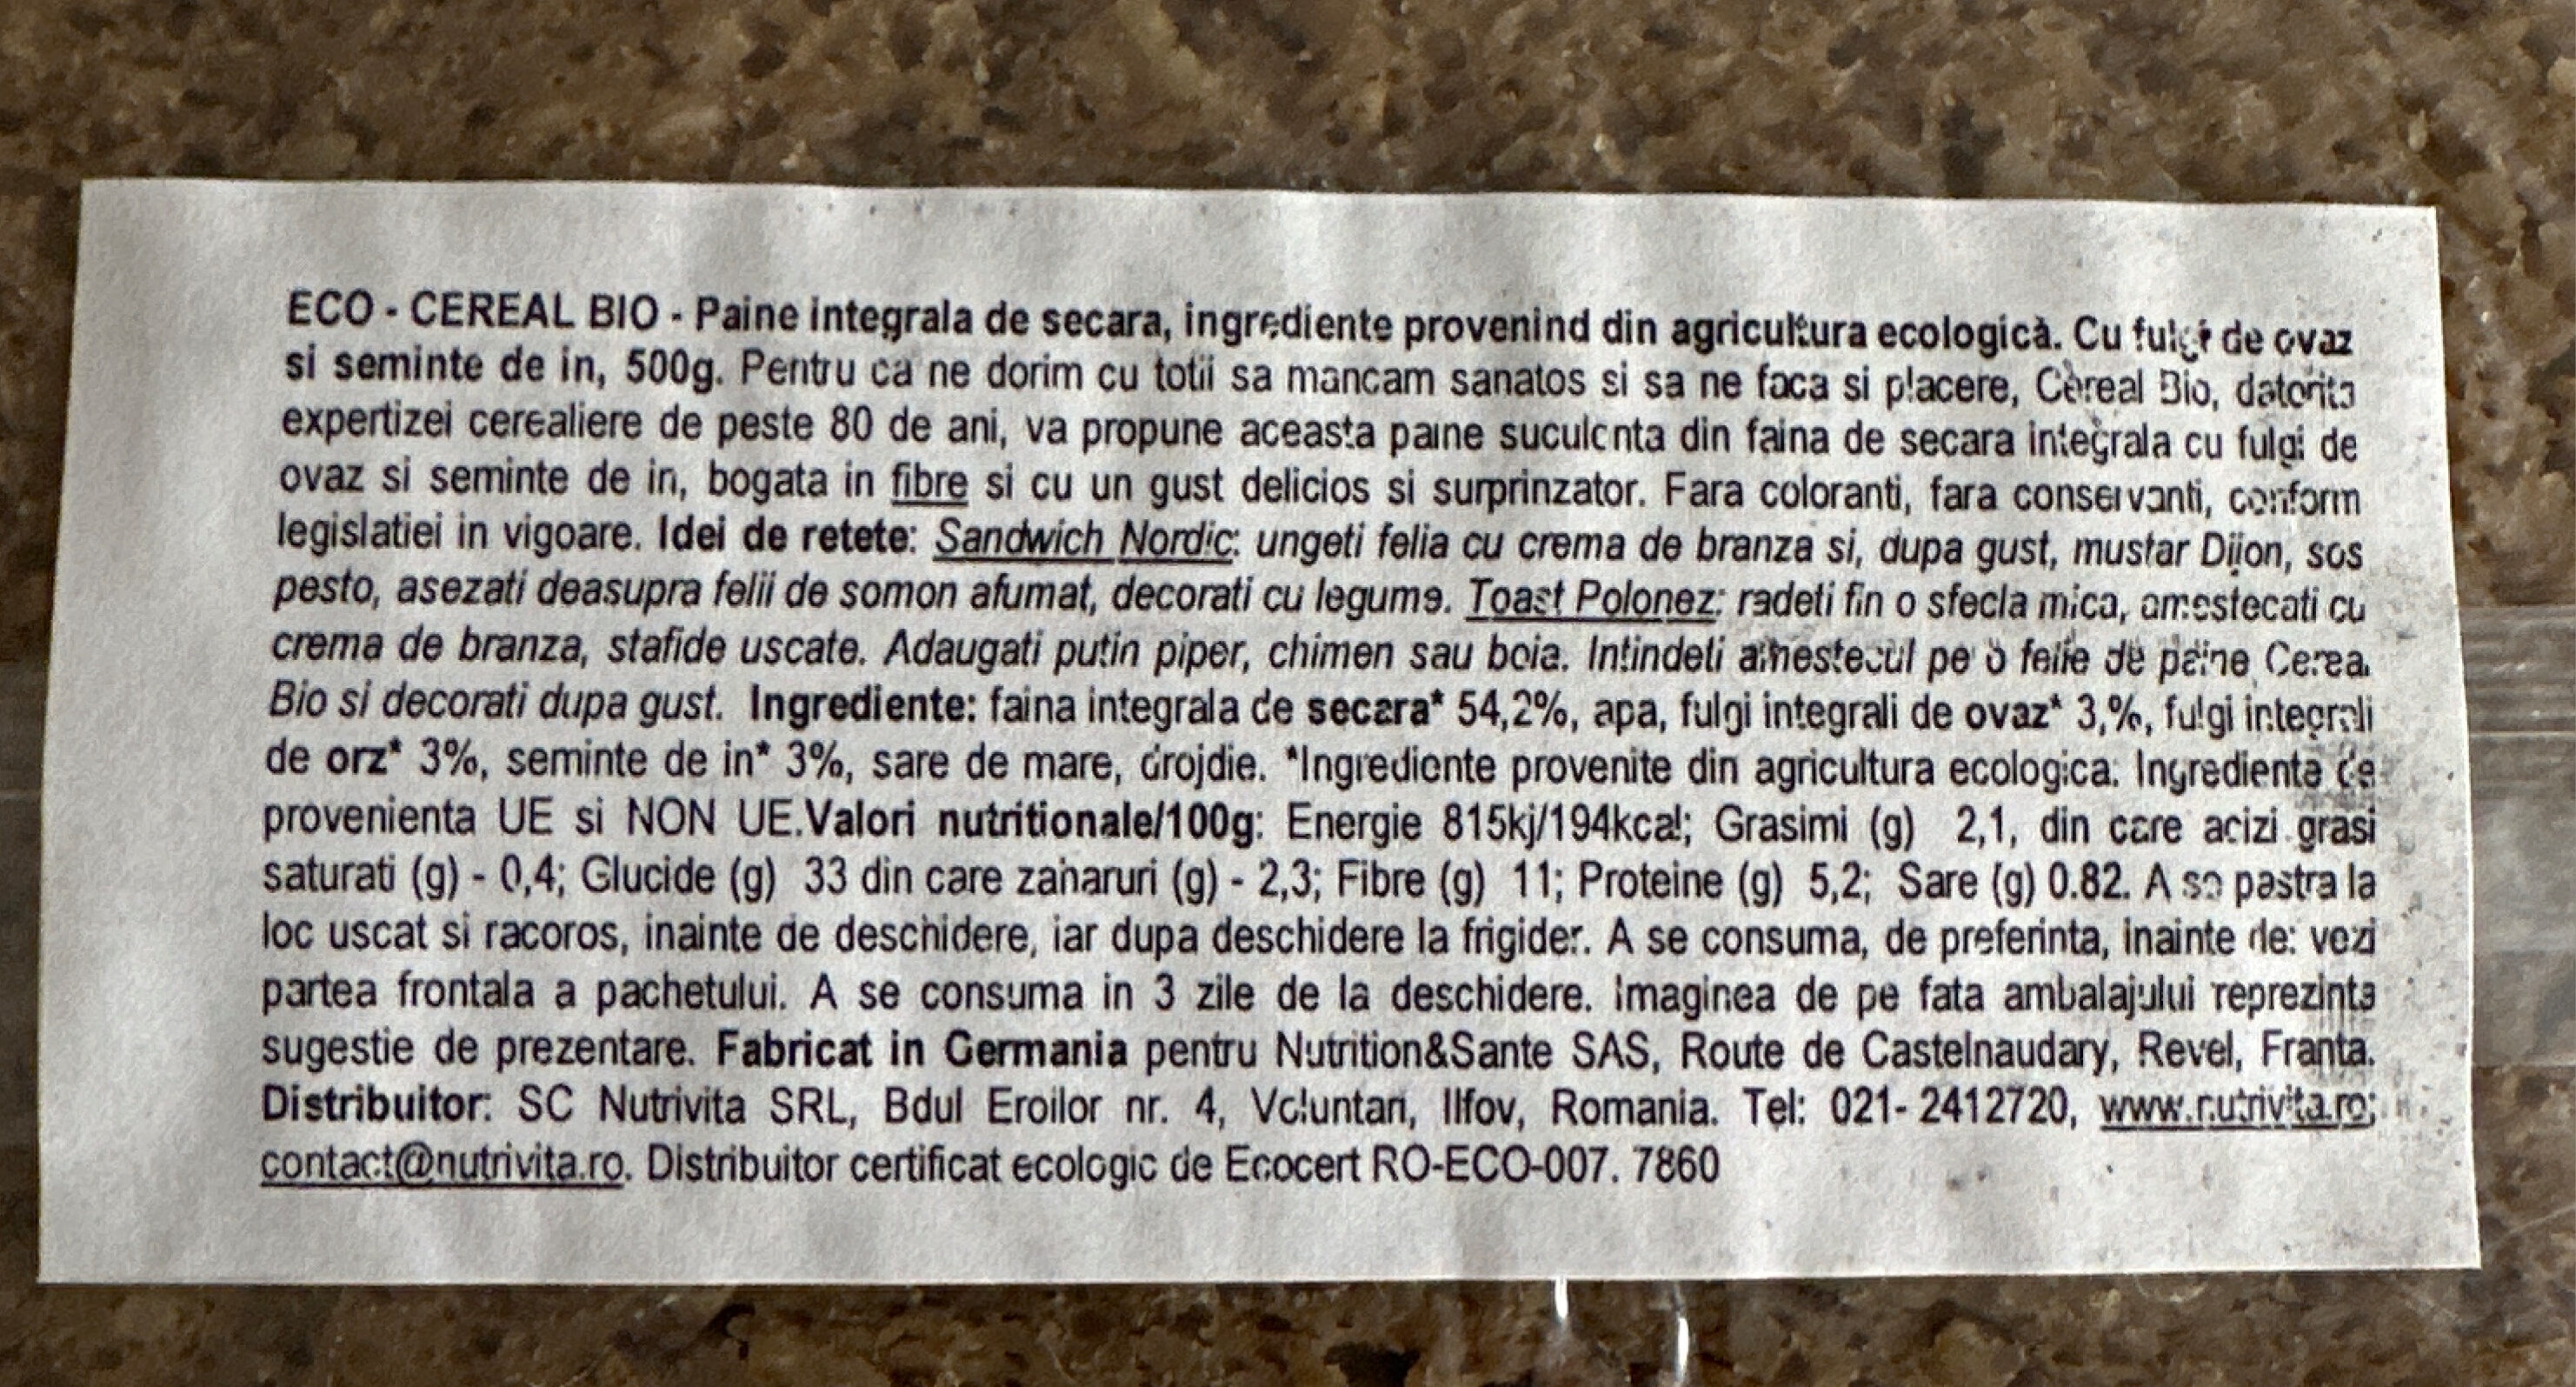 ECO - CEREAL BIO - Paine integrala de secara, ingrediente provenind din agricultura ecologică. Cu fulgi de ovaz
si seminte de in, 500g. Pentru ca ne dorim cu totii sa mancam sanatos si sa ne faca si placere, Cereal Bio, datorita
expertizei cerealiere de peste 80 de ani, va propune aceasta paine suculenta din faina de secara integrala cu fulgi de
ovaz si seminte de in, bogata in fibre si cu un gust delicios si surprinzator. Fara coloranti, fara conservanti, conform
legislatiei in vigoare. Idei de retete: Sandwich Nordic: ungeti felia cu crema de branza si, dupa gust, mustar Dijon, sos
pesto, asezati deasupra felii de somon afumat, decorati cu legume. Toast Polonez: radeti fin o sfecla mica, amestecati cu
crema de branza, stafide uscate. Adaugati putin piper, chimen sau boia. Intindeti amestecul pe o felie de paine Cereal
Bio si decorati dupa gust. Ingrediente: faina integrala de secara* 54,2%, apa, fulgi integrali de ovaz* 3,%, fulgi integrali
de orz* 3%, seminte de in* 3%, sare de mare, drojdie. *Ingrediente provenite din agricultura ecologica. Ingrediente de
provenienta UE si NON UE.Valori nutritionale/100g: Energie 815kj/194kcal; Grasimi (g) 2,1, din care acizi grasi
saturati (g) - 0,4; Glucide (g) 33 din care zaharuri (g) - 2,3; Fibre (g) 11; Proteine (g) 5,2; Sare (g) 0.82. A se pastra la
loc uscat si racoros, inainte de deschidere, iar dupa deschidere la frigider. A se consuma, de preferinta, inainte de: vezi
partea frontala a pachetului. A se consuma in 3 zile de la deschidere. Imaginea de pe fata ambalajului reprezinta
sugestie de prezentare. Fabricat in Germania pentru Nutrition&Sante SAS, Route de Castelnaudary, Revel, Franta.
Distribuitor: SC Nutrivita SRL, Bdul Eroilor nr. 4, Voluntari, Ilfov, Romania. Tel: 021- 2412720, www.nutrivita.ro;
contact@nutrivita.ro. Distribuitor certificat ecologic de Ecocert RO-ECO-007. 7860